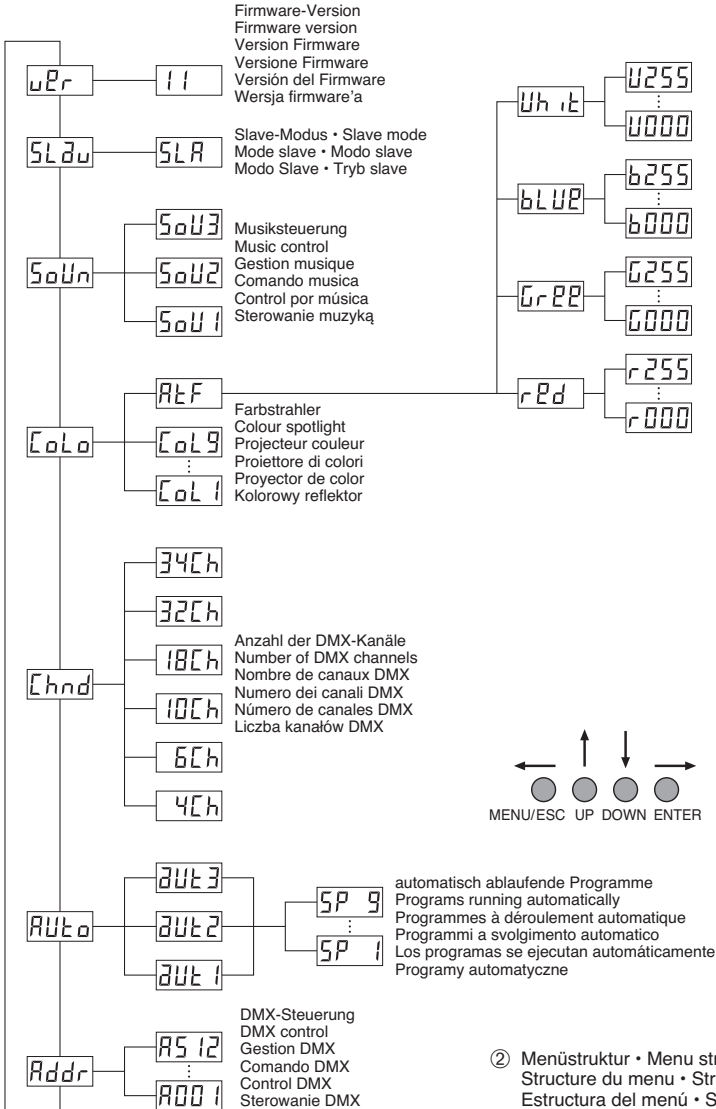 Firmware-Version
Firmware version
Version Firmware
Versione Firmware
Versión del Firmware
Wersja firmware'a
uEr
11
SLău
SLA
Slave-Modus • Slave mode
Mode slave • Modo slave
Modo Slave • Tryb slave
SoUn
SoU3
SoU2
SoU1
Musiksteuerung
Music control
Gestion musique
Comando musica
Control por música
Sterowanie muzyką
CoLo
AtF
CoL9
CoL1
Farbstrahler
Colour spotlight
Projecteur couleur
Proiettore di colori
Proyector de color
Kolorowy reflektor
Uhit
U255
U000
bLUE
b255
b000
GrEE
G255
G000
rEd
r255
r000
Chnd
34Ch
32Ch
18Ch
10Ch
6Ch
4Ch
Anzahl der DMX-Kanäle
Number of DMX channels
Nombre de canaux DMX
Numero dei canali DMX
Número de canales DMX
Liczba kanałów DMX
MENU/ESC UP DOWN ENTER
AUto
aUt3
aUt2
aUt1
SP 9
SP 1
automatisch ablaufende Programme
Programs running automatically
Programmes à déroulement automatique
Programmi a svolgimento automatico
Los programas se ejecutan automáticamente
Programy automatyczne
Addr
A512
A001
DMX-Steuerung
DMX control
Gestion DMX
Comando DMX
Control DMX
Sterowanie DMX
② Menüstruktur • Menu str
Structure du menu • Str
Estructura del menú • S